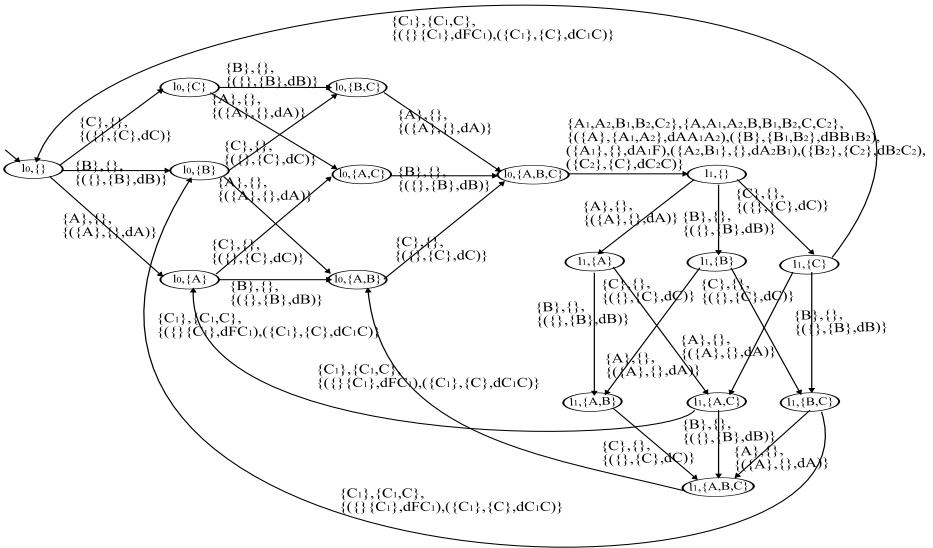 {C₁},{C₁,C},
{({}{C₁},dFC₁),({C₁},{C},dC₁C)}
{B},{},
{({},{B},dB)}
l₀,{C}
l₀,{B,C}
{A},{},
{({A},{},dA)}
{A},{},
{({A},{},dA)}
{C},{},
{({},{C},dC)}
{A₁,A₂,B₁,B₂,C₂},{A,A₁,A₂,B,B₁,B₂,C,C₂},
{({A},{A₁,A₂},dAA₁A₂),({B},{B₁,B₂},dBB₁B₂),
({A₁},{},dA₁F),({A₂,B₁},{},dA₂B₁),({B₂},{C₂},dB₂C₂),
({C₂},{C},dC₂C)}
{C},{},
{({},{C},dC)}
l₀,{}
{B},{},
{({},{B},dB)}
l₀,{B}
l₀,{A,C}
{B},{},
{({},{B},dB)}
l₀,{A,B,C}
l₁,{}
{A},{},
{({A},{},dA)}
{C},{},
{({},{C},dC)}
{A},{},
{({A},{},dA)}
{A},{},
{({A},{},dA)}
{B},{},
{({},{B},dB)}
{C},{},
{({},{C},dC)}
{C},{},
{({},{C},dC)}
l₁,{A}
l₁,{B}
l₁,{C}
l₀,{A}
l₀,{A,B}
{B},{},
{({},{B},dB)}
{C},{},
{({},{C},dC)}
{C},{},
{({},{C},dC)}
{B},{},
{({},{B},dB)}
{B},{},
{({},{B},dB)}
{C₁},{C₁,C},
{({}{C₁},dFC₁),({C₁},{C},dC₁C)}
{A},{},
{({A},{},dA)}
{A},{},
{({A},{},dA)}
{C₁},{C₁,C}
{({}{C₁},dFC₁),({C₁},{C},dC₁C)}
l₁,{A,B}
l₁,{A,C}
l₁,{B,C}
{B},{},
{({},{B},dB)}
{C},{},
{({},{C},dC)}
{A},{},
{({A},{},dA)}
l₁,{A,B,C}
{C₁},{C₁,C},
{({}{C₁},dFC₁),({C₁},{C},dC₁C)}